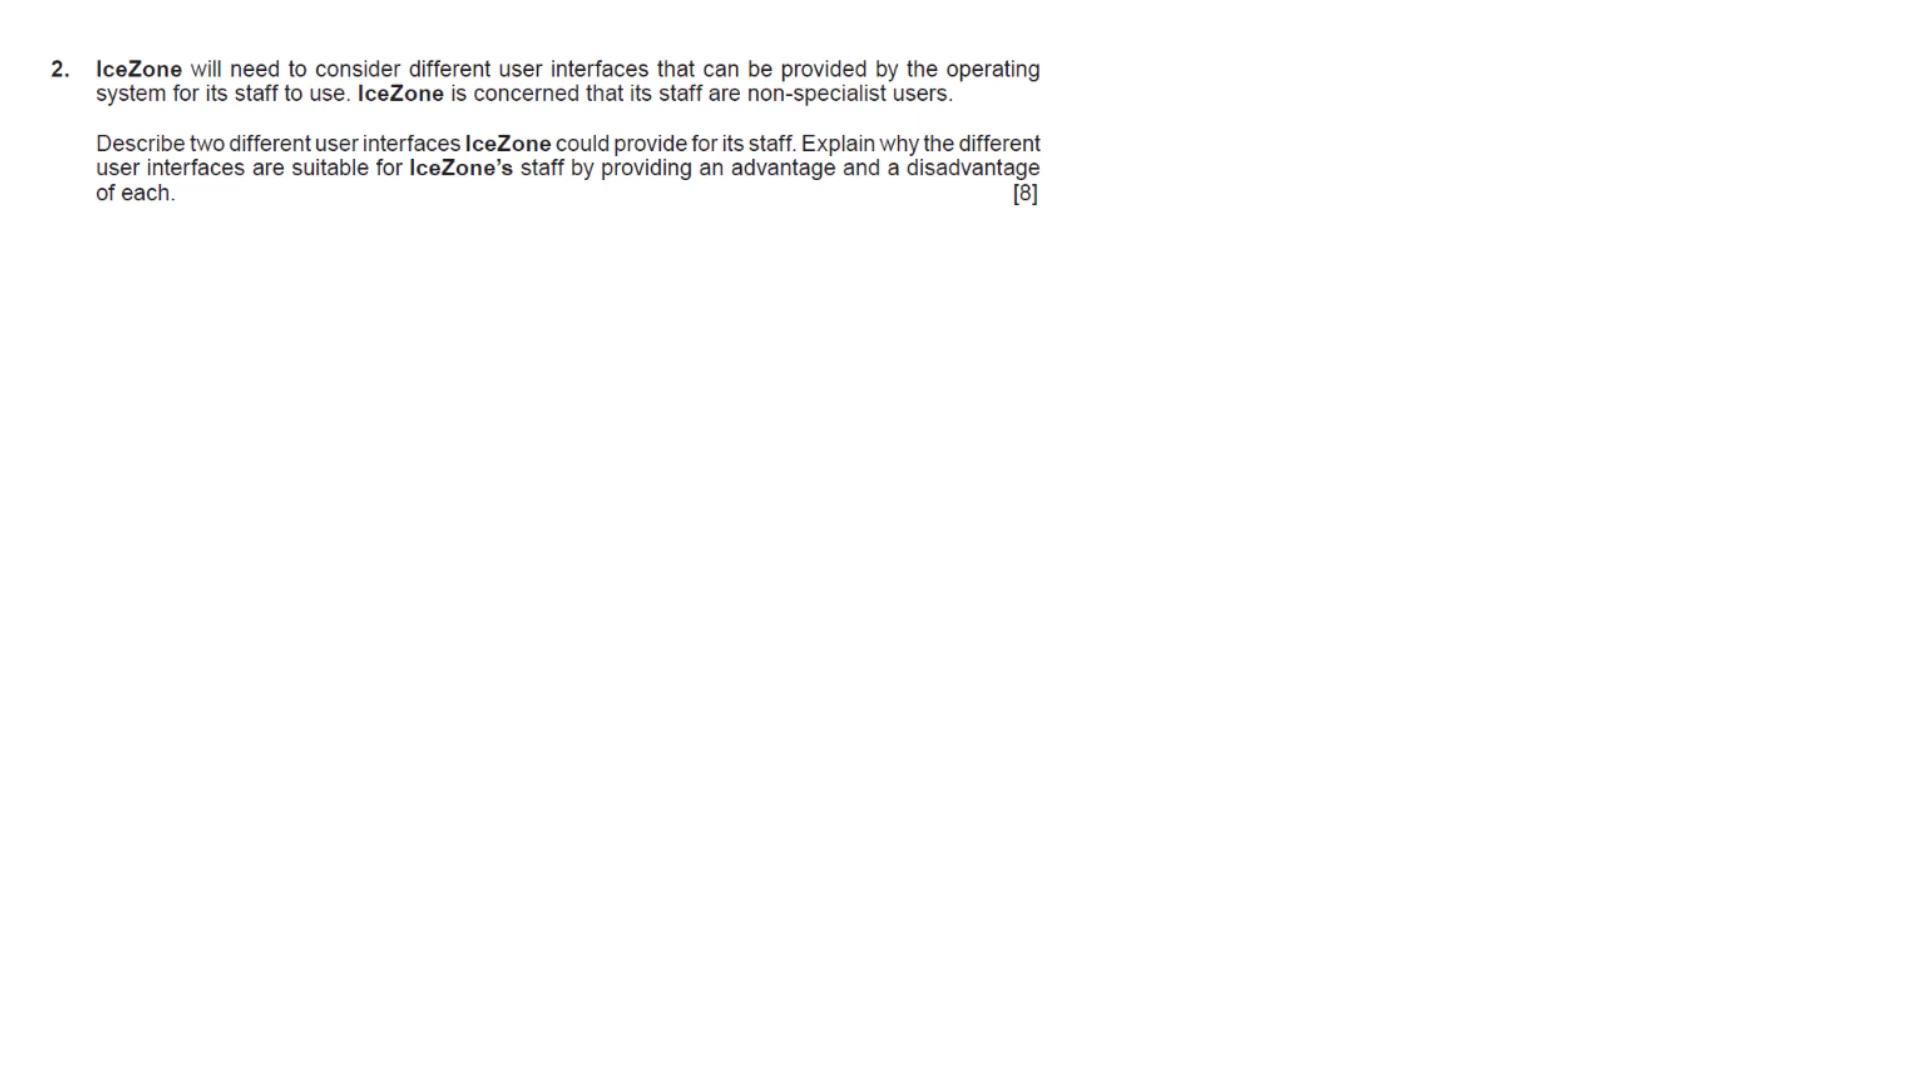 2. IceZone will need to consider different user interfaces that can be provided by the operating
system for its staff to use. IceZone is concerned that its staff are non-specialist users.
Describe two different user interfaces IceZone could provide for its staff. Explain why the different
user interfaces are suitable for IceZone’s staff by providing an advantage and a disadvantage
of each. [8]